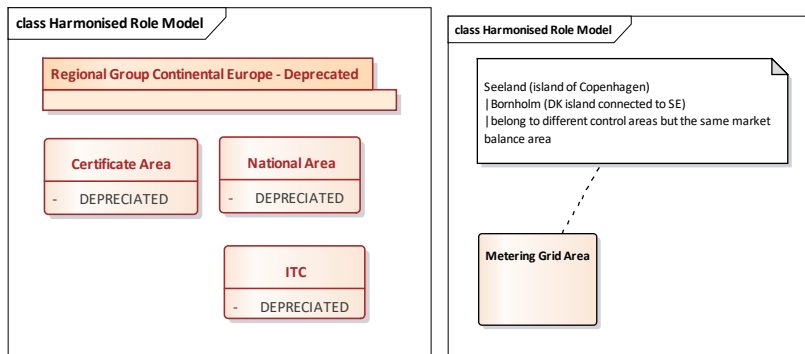 class Harmonised Role Model
Regional Group Continental Europe - Deprecated
Certificate Area
- DEPRECIATED
National Area
- DEPRECIATED
ITC
- DEPRECIATED
class Harmonised Role Model
Seeland (island of Copenhagen)
|Bornholm (DK island connected to SE)
|belong to different control areas but the same market
balance area
Metering Grid Area